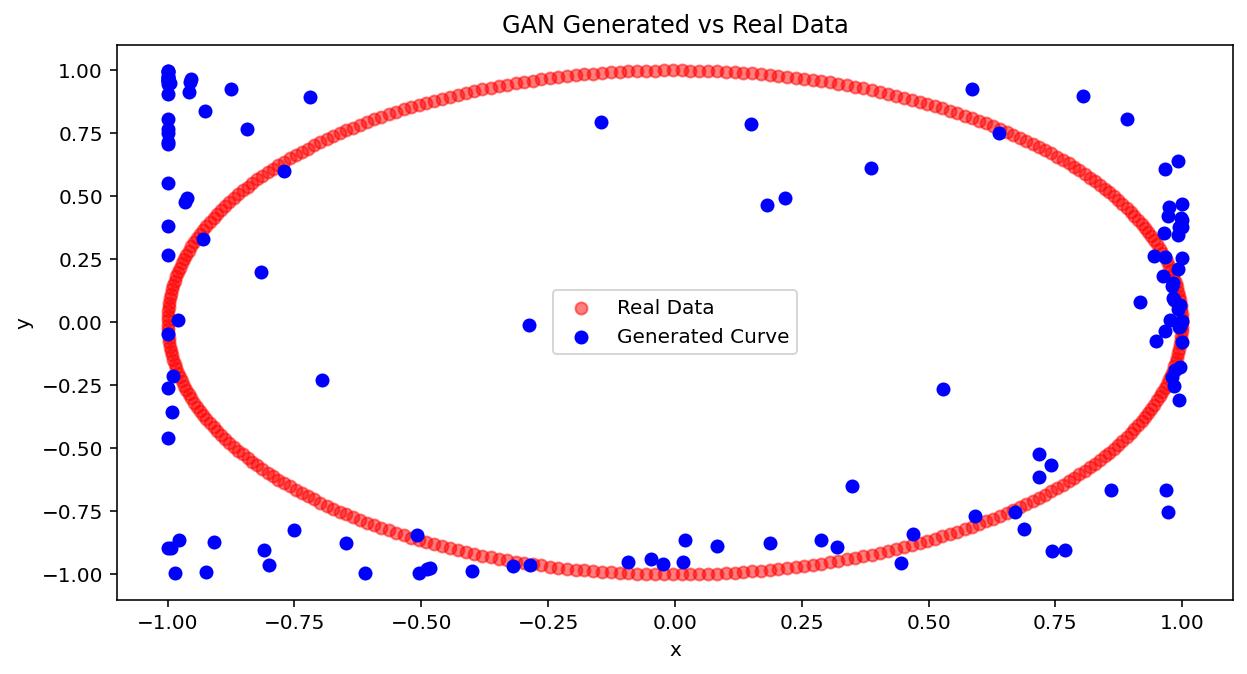 GAN Generated vs Real Data
1.00
0.75
0.50
0.25
0.00
−0.25
−0.50
−0.75
−1.00
y
Real Data
Generated Curve
−1.00 −0.75 −0.50 −0.25 0.00 0.25 0.50 0.75 1.00
x